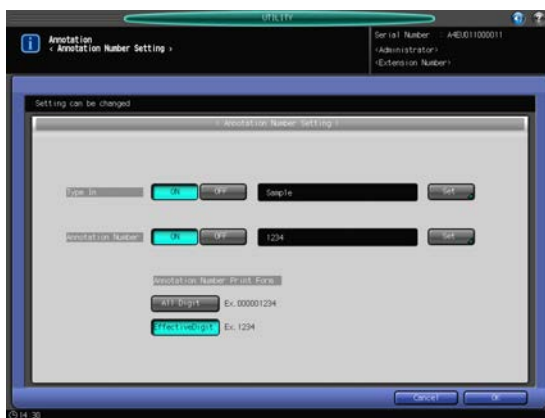 UTILITY
Annotation
< Annotation Number Setting >
Serial Number : A4EU011000011
<Administrator>
<Extension Number>
Setting can be changed
< Annotation Number Setting >
Type In ON OFF Sample Set
Annotation Number ON OFF 1234 Set
Annotation Number Print Form
All Digit Ex. 000001234
EffectiveDigit Ex. 1234
Cancel OK
14:30